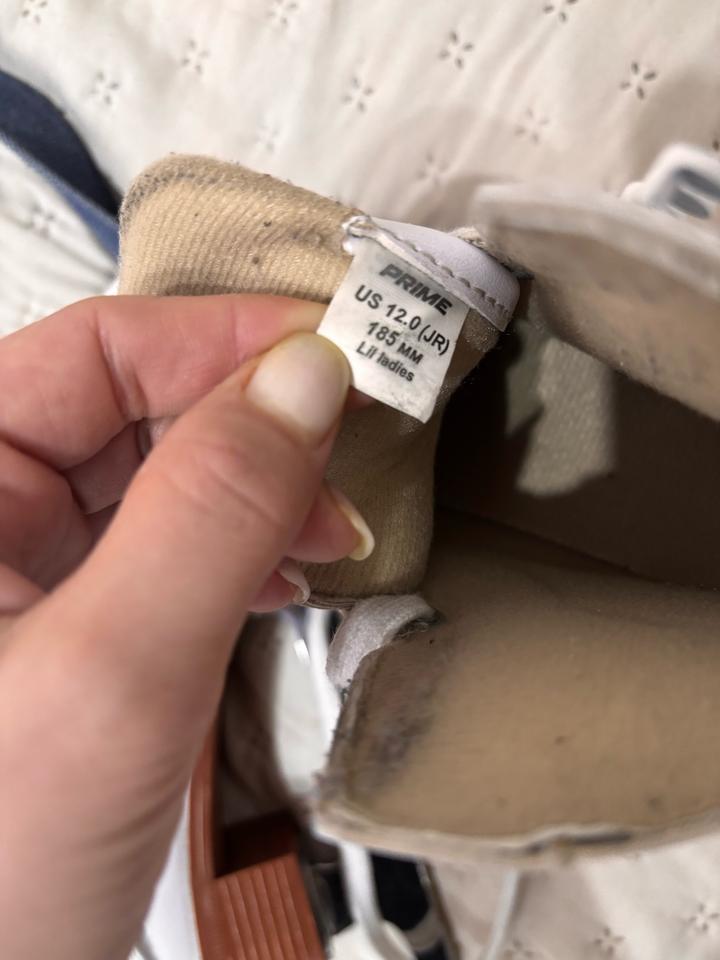 PRIME
US 12.0 (JR)
185 MM
Lil ladies